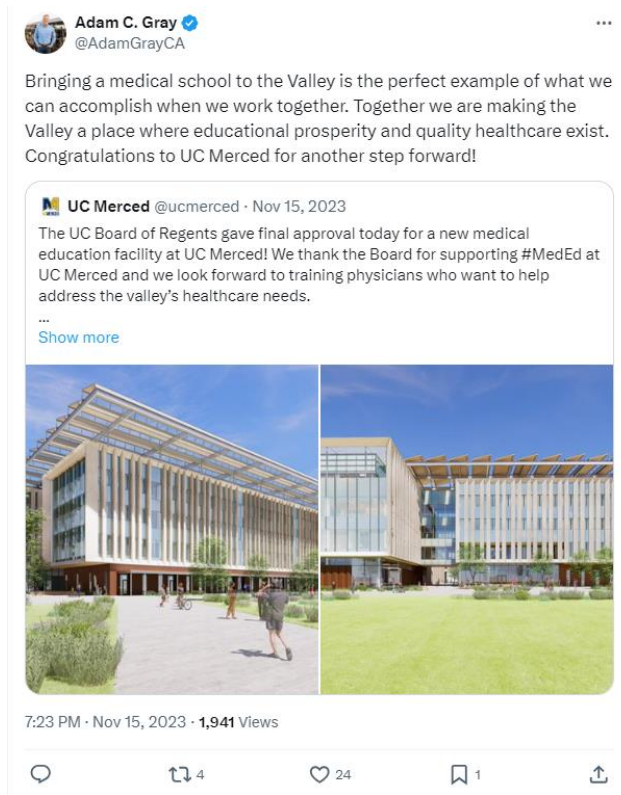 Adam C. Gray
@AdamGrayCA
Bringing a medical school to the Valley is the perfect example of what we
can accomplish when we work together. Together we are making the
Valley a place where educational prosperity and quality healthcare exist.
Congratulations to UC Merced for another step forward!
UC Merced @ucmerced · Nov 15, 2023
The UC Board of Regents gave final approval today for a new medical
education facility at UC Merced! We thank the Board for supporting #MedEd at
UC Merced and we look forward to training physicians who want to help
address the valley’s healthcare needs.
...
Show more
7:23 PM · Nov 15, 2023 · 1,941 Views
4 24 1